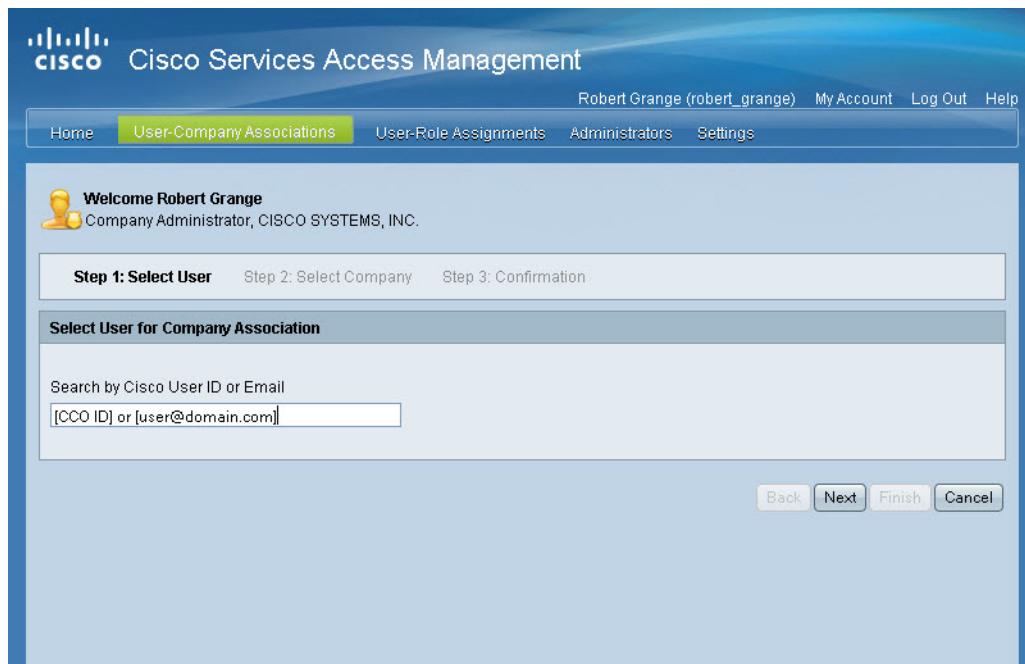 CISCO Cisco Services Access Management
Robert Grange (robert_grange) My Account Log Out Help
Home User-Company Associations User-Role Assignments Administrators Settings
Welcome Robert Grange
Company Administrator, CISCO SYSTEMS, INC.
Step 1: Select User Step 2: Select Company Step 3: Confirmation
Select User for Company Association
Search by Cisco User ID or Email
[CCO ID] or [user@domain.com]
Back Next Finish Cancel